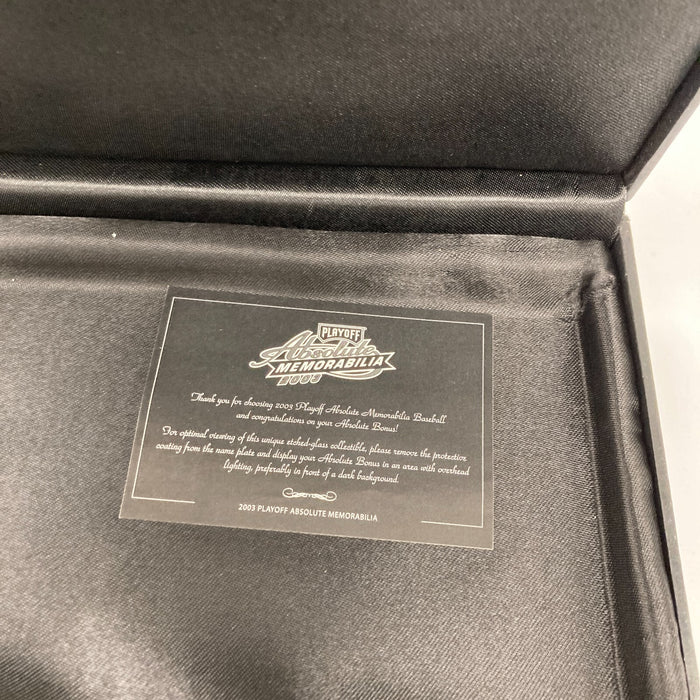 PLAYOFF
Absolute
MEMORABILIA
2003
Thank you for choosing 2003 Playoff Absolute Memorabilia Baseball
and congratulations on your Absolute Bonus!
For optimal viewing of this unique etched-glass collectible, please remove the protective
coating from the name plate and display your Absolute Bonus in an area with overhead
lighting, preferably in front of a dark background.
2003 PLAYOFF ABSOLUTE MEMORABILIA